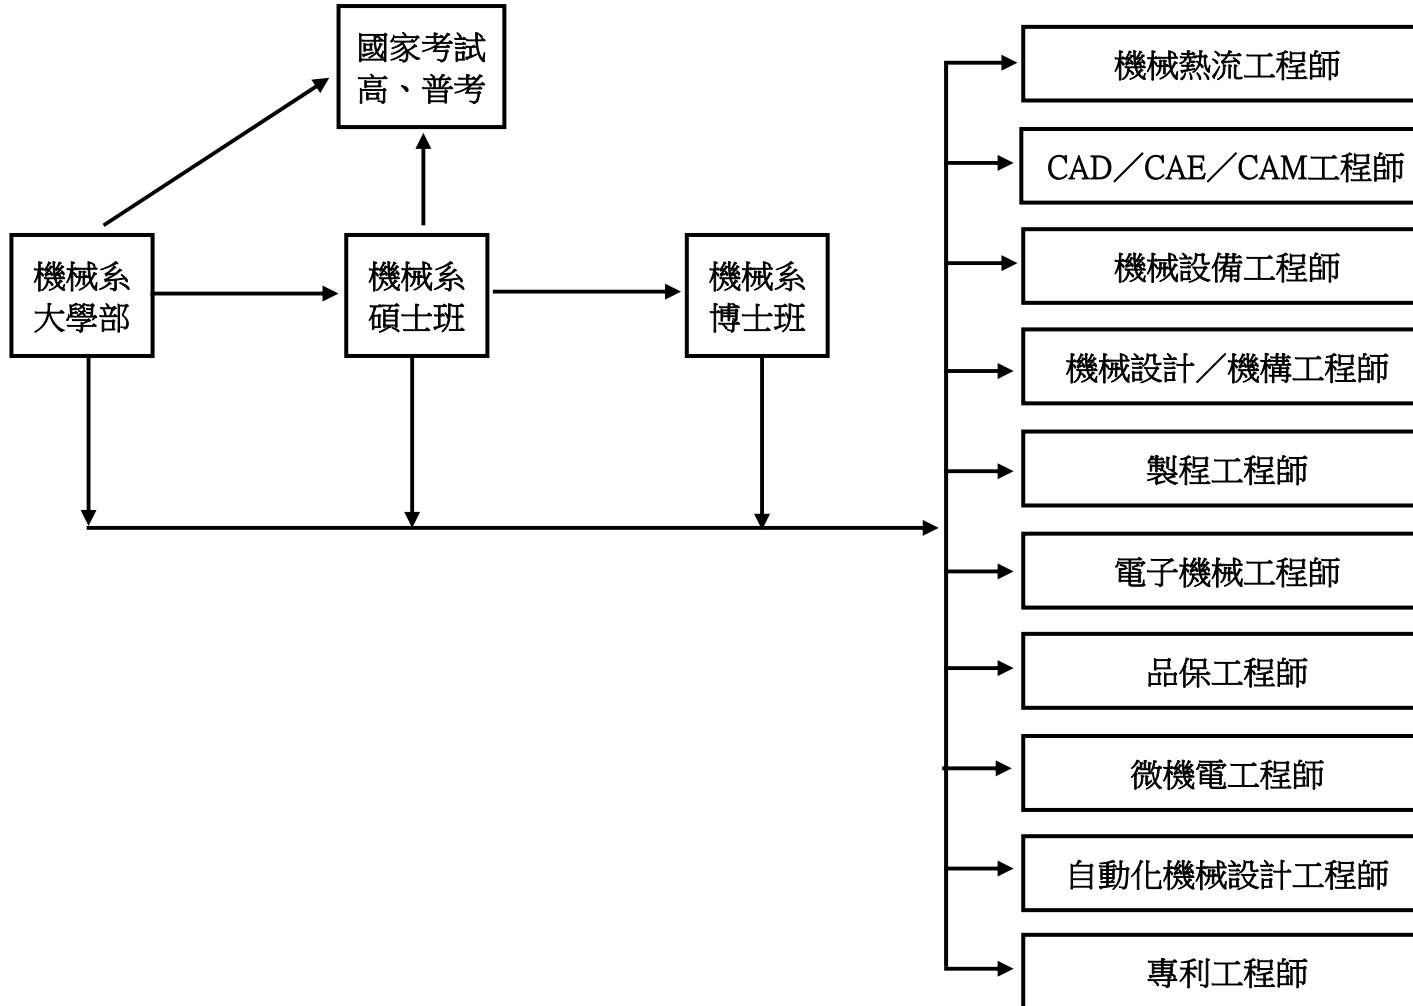 國家考試
高、普考
機械系
大學部
機械系
碩士班
機械系
博士班
機械熱流工程師
CAD／CAE／CAM工程師
機械設備工程師
機械設計／機構工程師
製程工程師
電子機械工程師
品保工程師
微機電工程師
自動化機械設計工程師
專利工程師